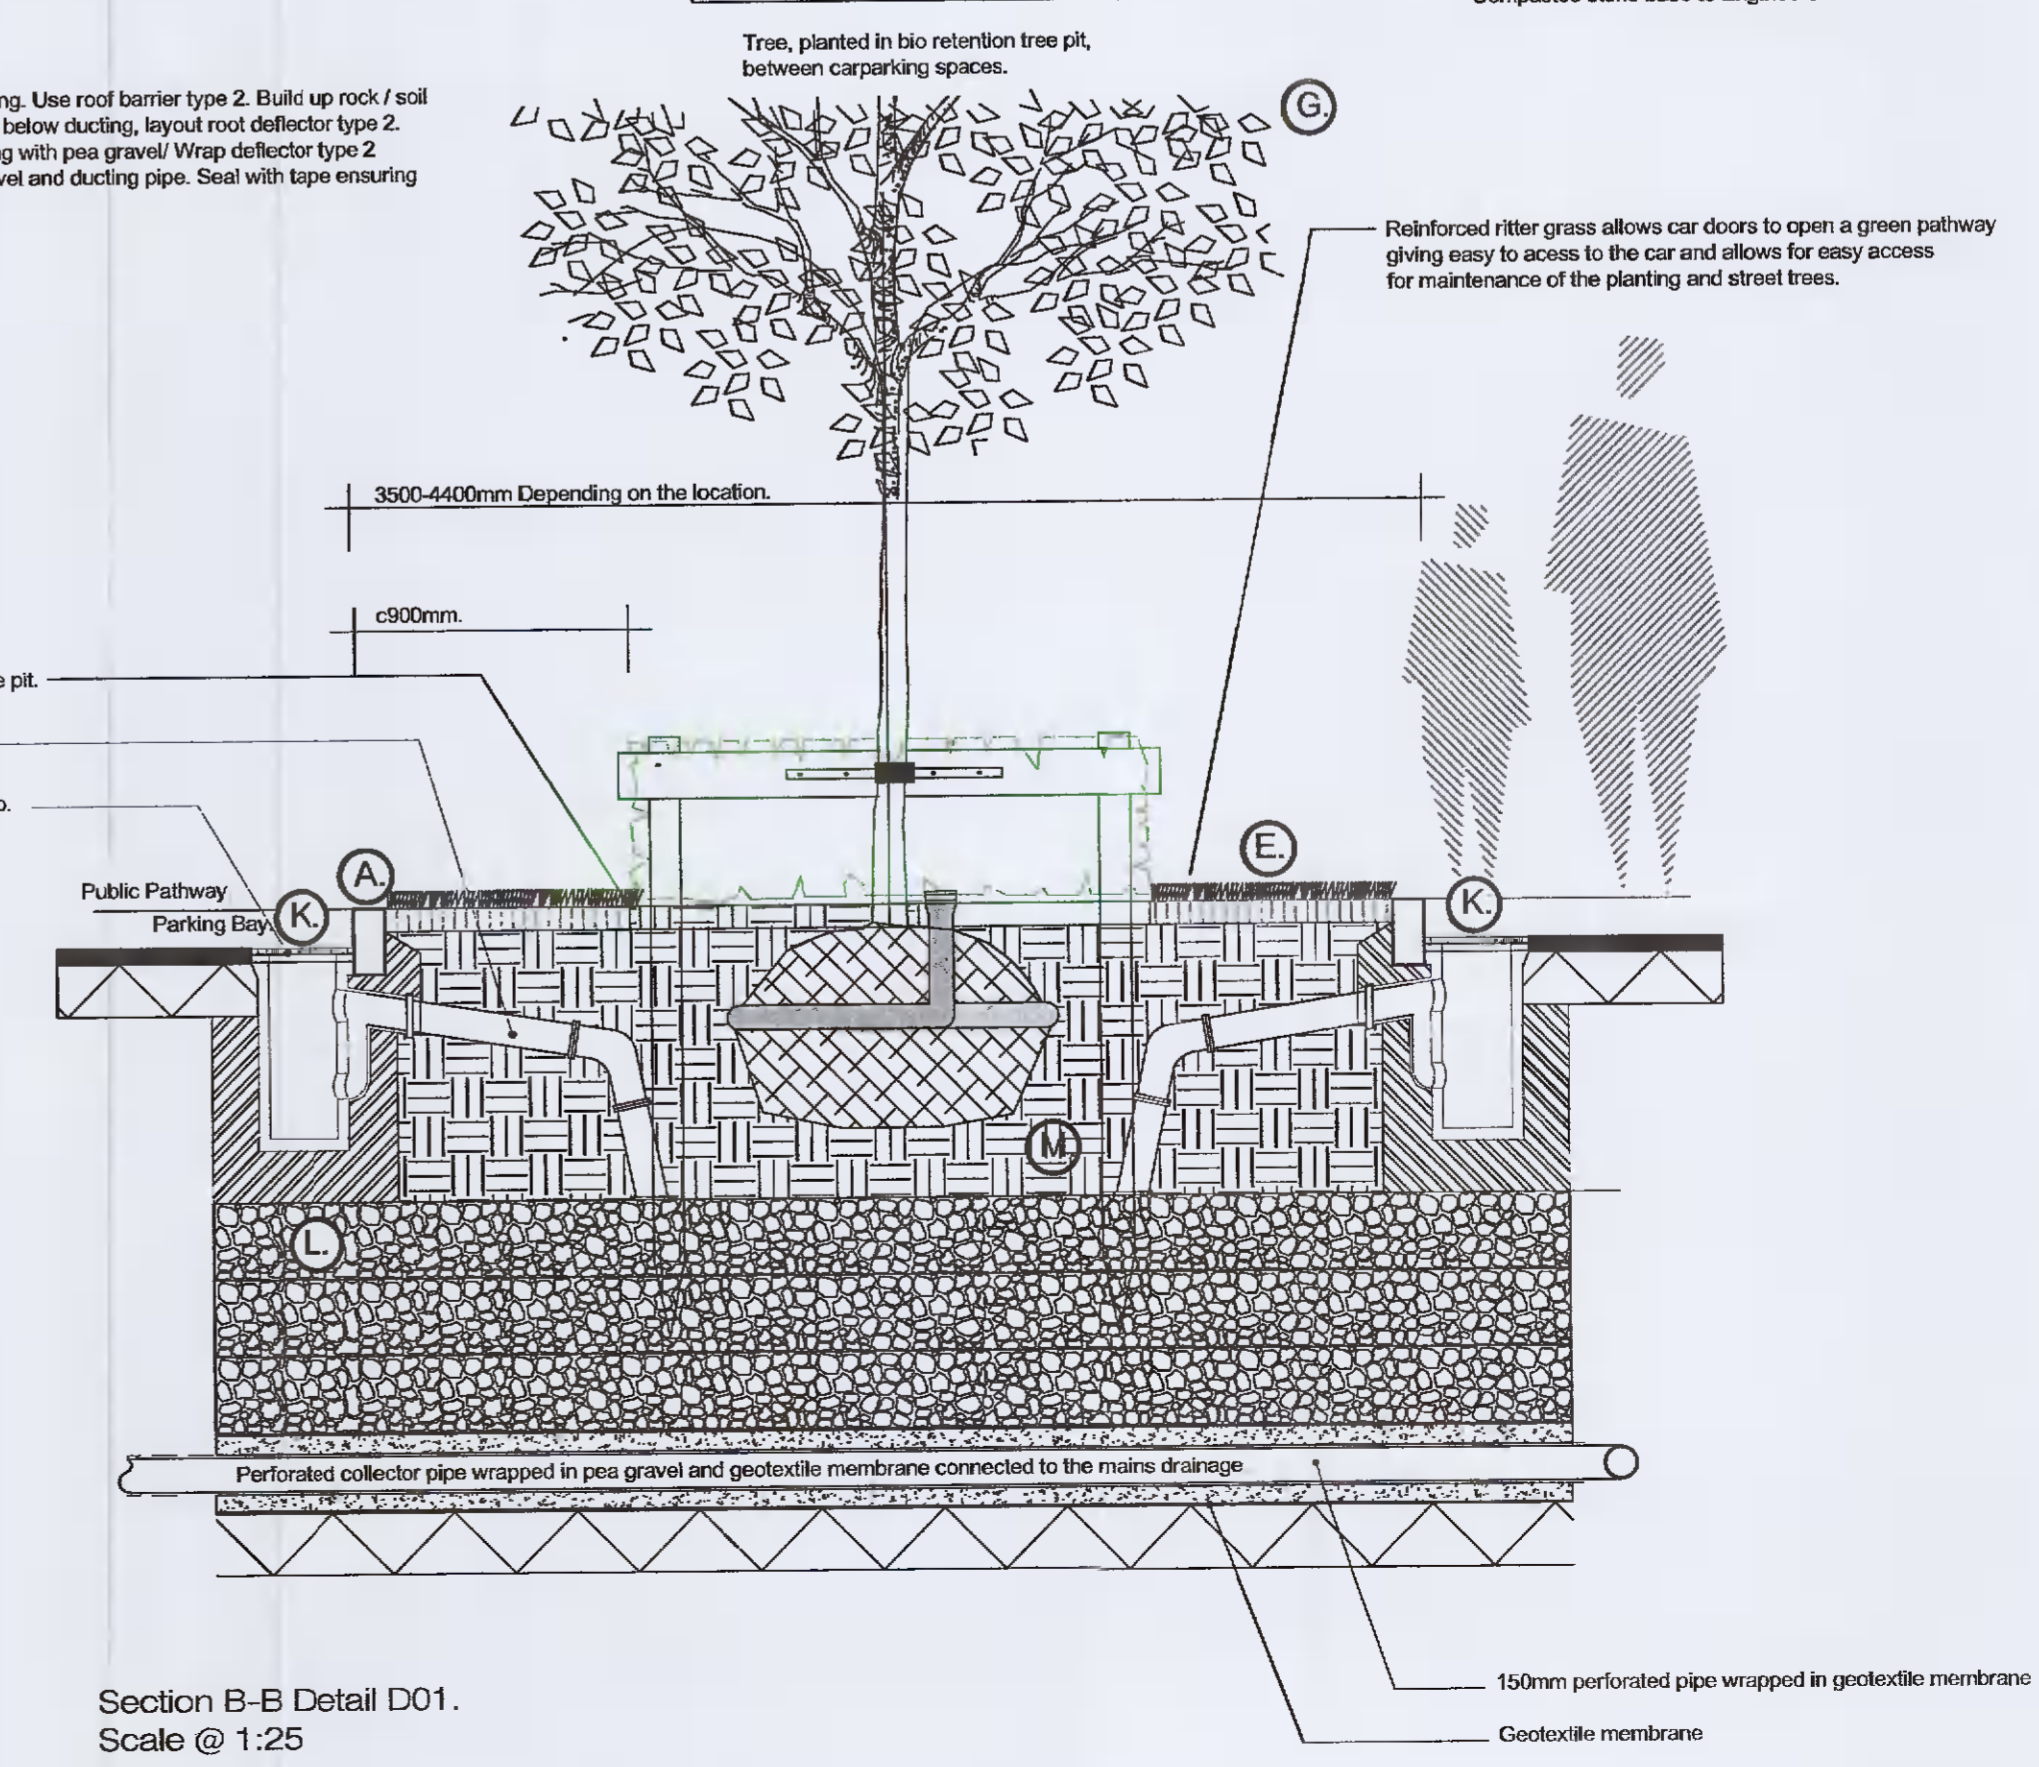 Tree, planted in bio retention tree pit,
between carparking spaces.
G.
ng. Use roof barrier type 2. Build up rock / soil
below ducting, layout root deflector type 2.
g with pea gravel/ Wrap deflector type 2
vel and ducting pipe. Seal with tape ensuring
Reinforced ritter grass allows car doors to open a green pathway
giving easy to acess to the car and allows for easy access
for maintenance of the planting and street trees.
3500-4400mm Depending on the location.
c900mm.
e pit.
o.
A.
E.
Public Pathway
K.
K.
Parking Bay.
M.
L.
Perforated collector pipe wrapped in pea gravel and geotextile membrane connected to the mains drainage
150mm perforated pipe wrapped in geotextile membrane
Geotextile membrane
Section B-B Detail D01.
Scale @ 1:25